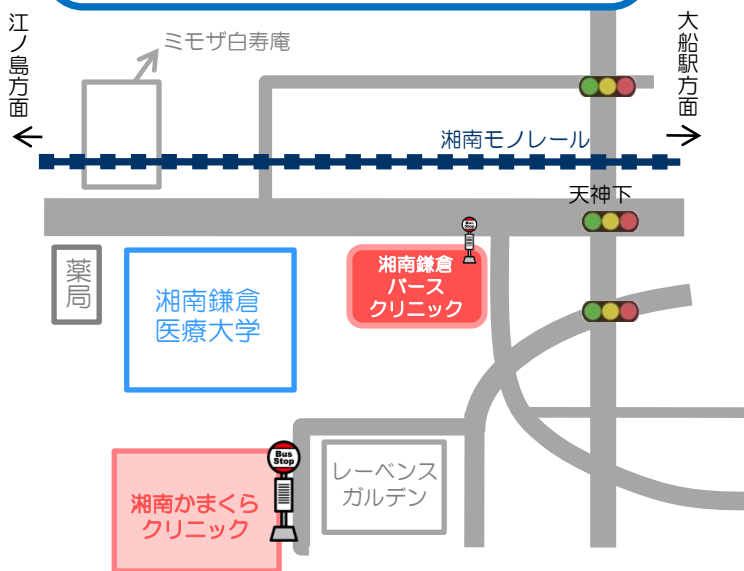 江ノ島方面
大船駅方面
ミモザ白寿庵
湘南モノレール
天神下
薬局
湘南鎌倉
医療大学
湘南鎌倉
バース
クリニック
Bus
Stop
Bus
Stop
湘南かまくら
クリニック
レーベンス
ガルデン